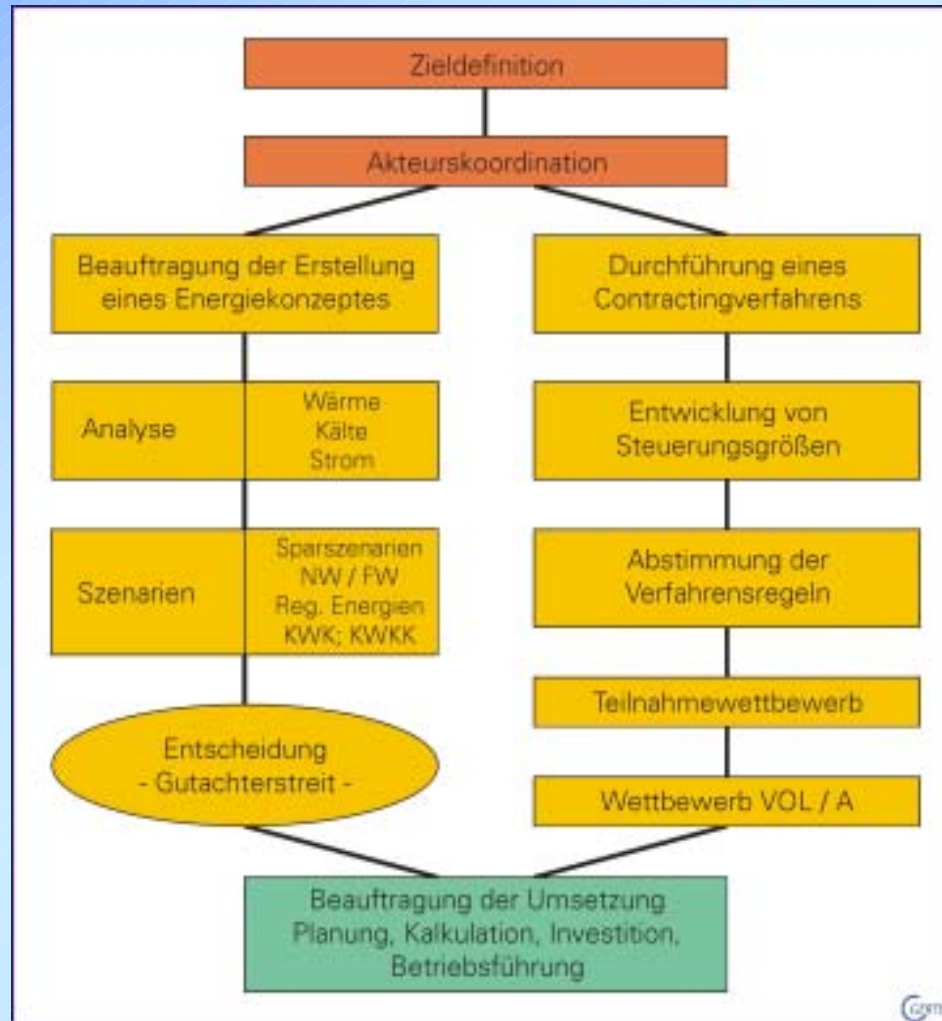 Zieldefinition
Akteurskoordination
Beauftragung der Erstellung
eines Energiekonzeptes
Analyse
Wärme
Kälte
Strom
Szenarien
Sparszenarien
NW / FW
Reg. Energien
KWK; KWKK
Entscheidung
- Gutachterstreit -
Durchführung eines
Contractingverfahrens
Entwicklung von
Steuerungsgrößen
Abstimmung der
Verfahrensregeln
Teilnahmewettbewerb
Wettbewerb VOL / A
Beauftragung der Umsetzung
Planung, Kalkulation, Investition,
Betriebsführung